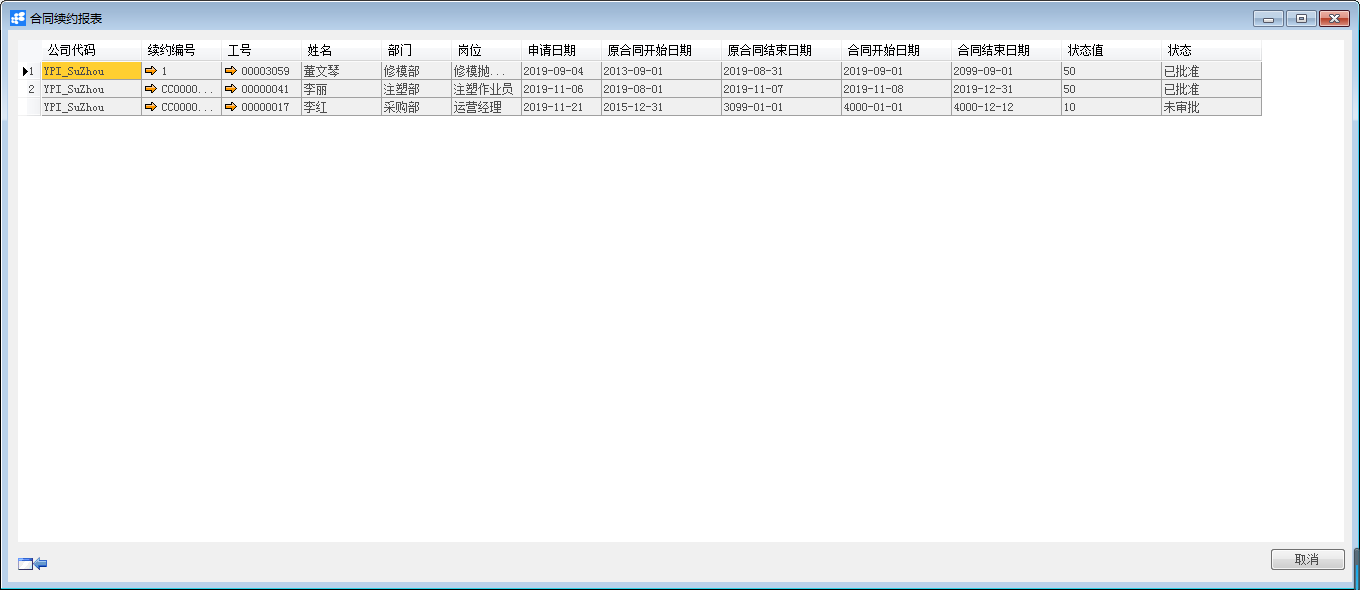 合同续约报表
公司代码 续约编号 工号 姓名 部门 岗位 申请日期 原合同开始日期 原合同结束日期 合同开始日期 合同结束日期 状态值 状态
1 YPI_SuZhou 1 00003059 董文琴 修模部 修模抛... 2019-09-04 2013-09-01 2019-08-31 2019-09-01 2099-09-01 50 已批准
2 YPI_SuZhou CC0000... 00000041 李丽 注塑部 注塑作业员 2019-11-06 2019-08-01 2019-11-07 2019-11-08 2019-12-31 50 已批准
YPI_SuZhou CC0000... 00000017 李红 采购部 运营经理 2019-11-21 2015-12-31 3099-01-01 4000-01-01 4000-12-12 10 未审批
取消